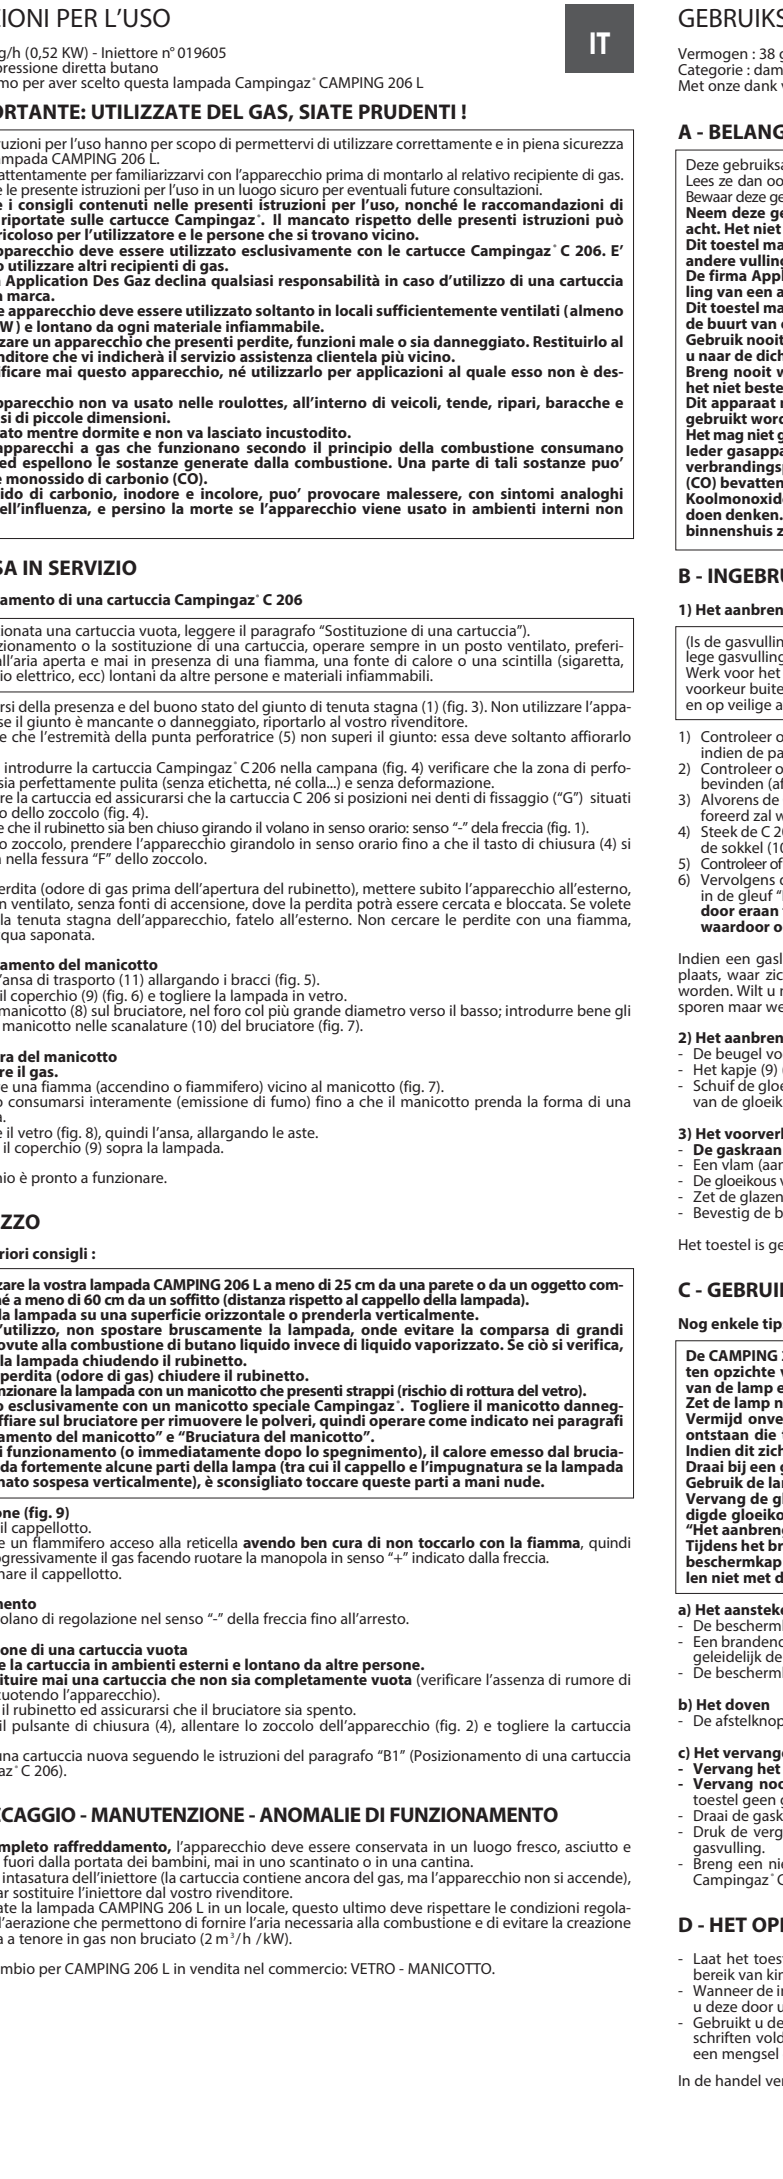 ZIONI PER L'USO
IT
g/h (0,52 KW) - Iniettore n° 019605
pressione diretta butano
mo per aver scelto questa lampada Campingaz® CAMPING 206 L
ORTANTE: UTILIZZATE DEL GAS, SIATE PRUDENTI !
ruzioni per l'uso hanno per scopo di permettervi di utilizzare correttamente e in piena sicurezza
ampada CAMPING 206 L.
attentamente per familiarizzarvi con l'apparecchio prima di montarlo al relativo recipiente di gas.
e le presente istruzioni per l'uso in un luogo sicuro per eventuali future consultazioni.
e i consigli contenuti nelle presenti istruzioni per l'uso, nonché le raccomandazioni di
riportate sulle cartucce Campingaz®. Il mancato rispetto delle presenti istruzioni può
ricoloso per l'utilizzatore e le persone che si trovano vicino.
pparecchio deve essere utilizzato esclusivamente con le cartucce Campingaz® C 206. E'
o utilizzare altri recipienti di gas.
à Application Des Gaz declina qualsiasi responsabilità in caso d'utilizzo di una cartuccia
a marca.
e apparecchio deve essere utilizzato soltanto in locali sufficientemente ventilati (almeno
W) e lontano da ogni materiale infiammabile.
zzare un apparecchio che presenti perdite, funzioni male o sia danneggiato. Restituirlo al
nditore che vi indicherà il servizio assistenza clientela più vicino.
ificare mai questo apparecchio, né utilizzarlo per applicazioni al quale esso non è des-
pparecchio non va usato nelle roulottes, all'interno di veicoli, tende, ripari, baracche e
si di piccole dimensioni.
ato mentre dormite e non va lasciato incustodito.
apparecchi a gas che funzionano secondo il principio della combustione consumano
ed espellono le sostanze generate dalla combustione. Una parte di tali sostanze puo'
e monossido di carbonio (CO).
ido di carbonio, inodore e incolore, puo' provocare malessere, con sintomi analoghi
ell'influenza, e persino la morte se l'apparecchio viene usato in ambienti interni non
SA IN SERVIZIO
amento di una cartuccia Campingaz® C 206
ionata una cartuccia vuota, leggere il paragrafo “Sostituzione di una cartuccia”).
zionamento o la sostituzione di una cartuccia, operare sempre in un posto ventilato, preferi-
all'aria aperta e mai in presenza di una fiamma, una fonte di calore o una scintilla (sigaretta,
io elettrico, ecc) lontani da altre persone e materiali infiammabili.
rsi della presenza e del buono stato del giunto di tenuta stagna (1) (fig. 3). Non utilizzare l'appa-
se il giunto è mancante o danneggiato, riportarlo al vostro rivenditore.
e che l'estremità della punta perforatrice (5) non superi il giunto: essa deve soltanto affiorarlo
introdurre la cartuccia Campingaz® C206 nella campana (fig. 4) verificare che la zona di perfo-
sia perfettamente pulita (senza etichetta, né colla...) e senza deformazione.
re la cartuccia ed assicurarsi che la cartuccia C 206 si posizioni nei denti di fissaggio (“G”) situati
o dello zoccolo (fig. 4).
e che il rubinetto sia ben chiuso girando il volano in senso orario: senso “-” dela freccia (fig. 1).
o zoccolo, prendere l'apparecchio girandolo in senso orario fino a che il tasto di chiusura (4) si
a nella fessura “F” dello zoccolo.
erdita (odore di gas prima dell'apertura del rubinetto), mettere subito l'apparecchio all'esterno,
n ventilato, senza fonti di accensione, dove la perdita potrà essere cercata e bloccata. Se volete
la tenuta stagna dell'apparecchio, fatelo all'esterno. Non cercare le perdite con una fiamma,
qua saponata.
amento del manicotto
'ansa di trasporto (11) allargando i bracci (fig. 5).
il coperchio (9) (fig. 6) e togliere la lampada in vetro.
manicotto (8) sul bruciatore, nel foro col più grande diametro verso il basso; introdurre bene gli
manicotto nelle scanalature (10) del bruciatore (fig. 7).
ra del manicotto
re il gas.
e una fiamma (accendino o fiammifero) vicino al manicotto (fig. 7).
o consumarsi interamente (emissione di fumo) fino a che il manicotto prenda la forma di una
a.
e il vetro (fig. 8), quindi l'ansa, allargando le aste.
il coperchio (9) sopra la lampada.
hio è pronto a funzionare.
IZZO
riori consigli :
zare la vostra lampada CAMPING 206 L a meno di 25 cm da una parete o da un oggetto com-
né a meno di 60 cm da un soffitto (distanza rispetto al cappello della lampada).
la lampada su una superficie orizzontale o prenderla verticalmente.
'utilizzo, non spostare bruscamente la lampada, onde evitare la comparsa di grandi
ovute alla combustione di butano liquido invece di liquido vaporizzato. Se ciò si verifica,
la lampada chiudendo il rubinetto.
perdita (odore di gas) chiudere il rubinetto.
nzionare la lampada con un manicotto che presenti strappi (rischio di rottura del vetro).
o esclusivamente con un manicotto speciale Campingaz®. Togliere il manicotto danneg-
ffiare sul bruciatore per rimuovere le polveri, quindi operare come indicato nei paragrafi
amento del manicotto” e “Bruciatura del manicotto”.
i funzionamento (o immediatamente dopo lo spegnimento), il calore emesso dal brucia-
da fortemente alcune parti della lampa (tra cui il cappello e l'impugnatura se la lampada
nato sospesa verticalmente), è sconsigliato toccare queste parti a mani nude.
one (fig. 9)
il cappellotto.
e un flammifero acceso alla reticella avendo ben cura di non toccarlo con la fiamma, quindi
ogressivamente il gas facendo ruotare la manopola in senso “+” indicato dalla freccia.
nare il cappellotto.
mento
olano di regolazione nel senso “-” della freccia fino all'arresto.
one di una cartuccia vuota
e la cartuccia in ambienti esterni e lontano da altre persone.
ituire mai una cartuccia che non sia completamente vuota (verificare l'assenza di rumore di
cuotendo l'apparecchio).
il rubinetto ed assicurarsi che il bruciatore sia spento.
il pulsante di chiusura (4), allentare lo zoccolo dell'apparecchio (fig. 2) e togliere la cartuccia
una cartuccia nuova seguendo le istruzioni del paragrafo “B1” (Posizionamento di una cartuccia
az® C 206).
CCAGGIO - MANUTENZIONE - ANOMALIE DI FUNZIONAMENTO
mpleto raffreddamento, l'apparecchio deve essere conservata in un luogo fresco, asciutto e
fuori dalla portata dei bambini, mai in uno scantinato o in una cantina.
intasatura dell'iniettore (la cartuccia contiene ancora del gas, ma l'apparecchio non si accende),
ar sostituire l'iniettore dal vostro rivenditore.
ate la lampada CAMPING 206 L in un locale, questo ultimo deve rispettare le condizioni regola-
l'aerazione che permettono di fornire l'aria necessaria alla combustione e di evitare la creazione
a a tenore in gas non bruciato (2 m³/h /kW).
mbio per CAMPING 206 L in vendita nel commercio: VETRO - MANICOTTO.
GEBRUIKS
Vermogen : 38 g
Categorie : dam
Met onze dank v
A - BELANG
Deze gebruiksa
Lees ze dan oo
Bewaar deze ge
Neem deze ge
acht. Het niet
Dit toestel ma
andere vulling
De firma Appl
ling van een a
Dit toestel ma
de buurt van
Gebruik nooit
u naar de dich
Breng nooit w
het niet beste
Dit apparaat
gebruikt word
Het mag niet g
Ieder gasappa
verbrandingsp
(CO) bevatten
Koolmonoxide
doen denken.
binnenshuis z
B - INGEBRU
1) Het aanbren
(Is de gasvullin
lege gasvulling
Werk voor het
voorkeur buite
en op veilige a
1) Controleer o
indien de pa
2) Controleer o
bevinden (af
3) Alvorens de
foreerd zal w
4) Steek de C 20
de sokkel (10
5) Controleer of
6) Vervolgens
in de gleuf “
door eraan
waardoor o
Indien een gasl
plaats, waar zic
worden. Wilt u n
sporen maar we
2) Het aanbren
- De beugel vo
- Het kapje (9)
- Schuif de gloe
van de gloeik
3) Het voorverh
- De gaskraan
- Een vlam (aan
- De gloeikous v
- Zet de glazen
- Bevestig de b
Het toestel is ge
C - GEBRUIK
Nog enkele tip
De CAMPING 2
ten opzichte v
van de lamp e
Zet de lamp n
Vermijd onve
ontstaan die
Indien dit zich
Draai bij een g
Gebruik de lam
Vervang de gl
digde gloeiko
“Het aanbreng
Tijdens het br
beschermkap
len niet met d
a) Het aansteke
- De bescherml
- Een brandend
geleidelijk de
- De bescherml
b) Het doven
- De afstelknop
c) Het vervange
- Vervang het
- Vervang noo
toestel geen g
- Draai de gask
- Druk de verg
gasvulling.
- Breng een nie
Campingaz® C
D - HET OPB
- Laat het toest
bereik van kin
- Wanneer de in
u deze door u
- Gebruikt u de
schriften vold
een mengsel
In de handel ver